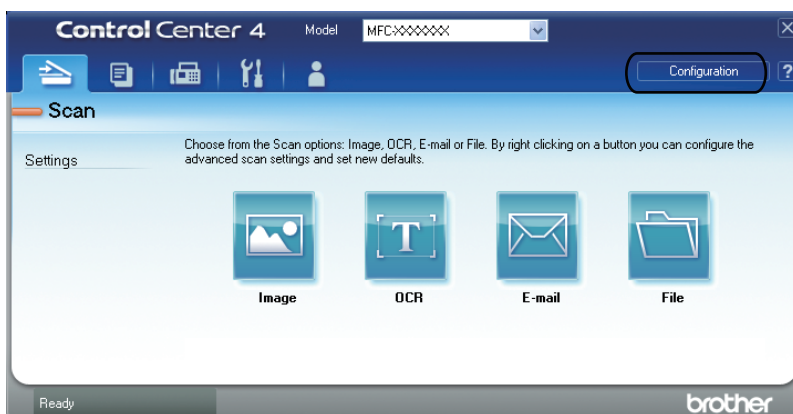 Control Center 4 Model MFC-XXXXXXX
Configuration ?
Scan
Choose from the Scan options: Image, OCR, E-mail or File. By right clicking on a button you can configure the
advanced scan settings and set new defaults.
Settings
T
Image OCR E-mail File
Ready brother